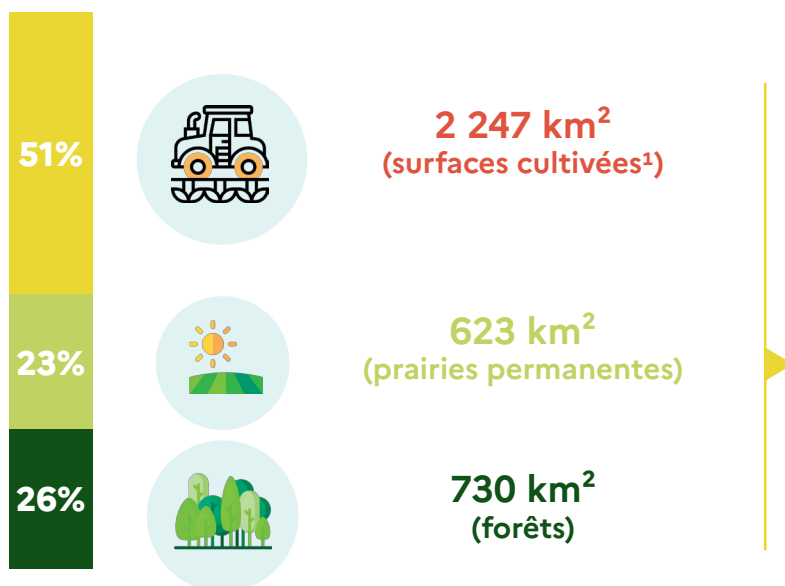 51%
2 247 km²
(surfaces cultivées¹)
23%
623 km²
(prairies permanentes)
26%
730 km²
(forêts)